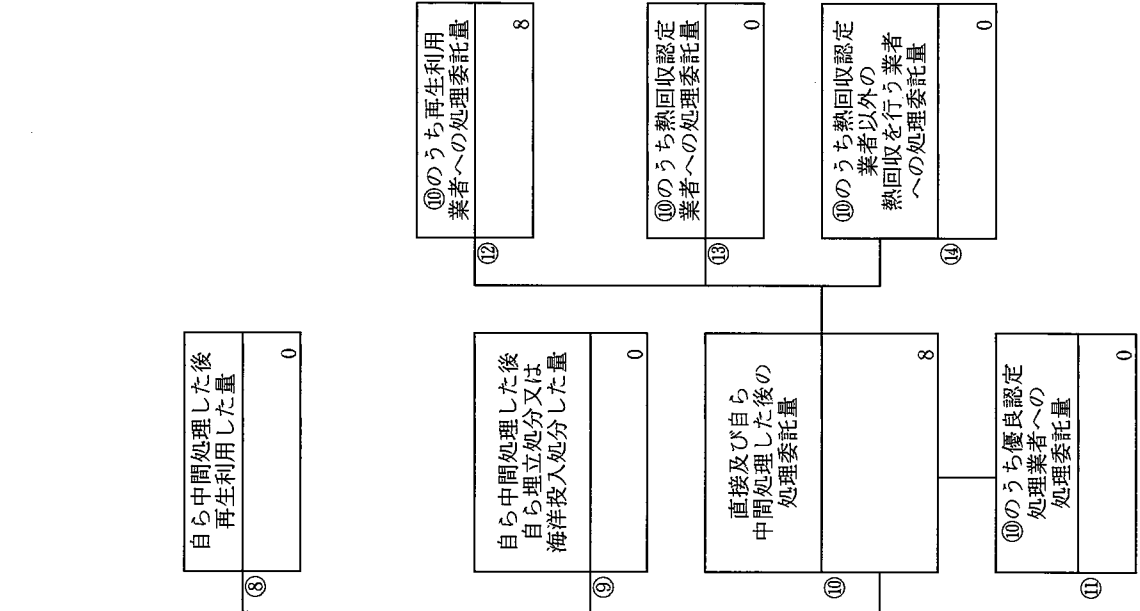 ⑧
自ら中間処理した後
再生利用した量
0
⑨
自ら中間処理した後
自ら埋立処分又は
海洋投入処分した量
0
⑩
直接及び自ら
中間処理した後の
処理委託量
8
⑪
⑩のうち優良認定
処理業者への
処理委託量
0
⑫
⑩のうち再生利用
業者への処理委託量
8
⑬
⑩のうち熱回収認定
業者への処理委託量
0
⑭
⑩のうち熱回収認定
業者以外の
熱回収を行う業者
への処理委託量
0